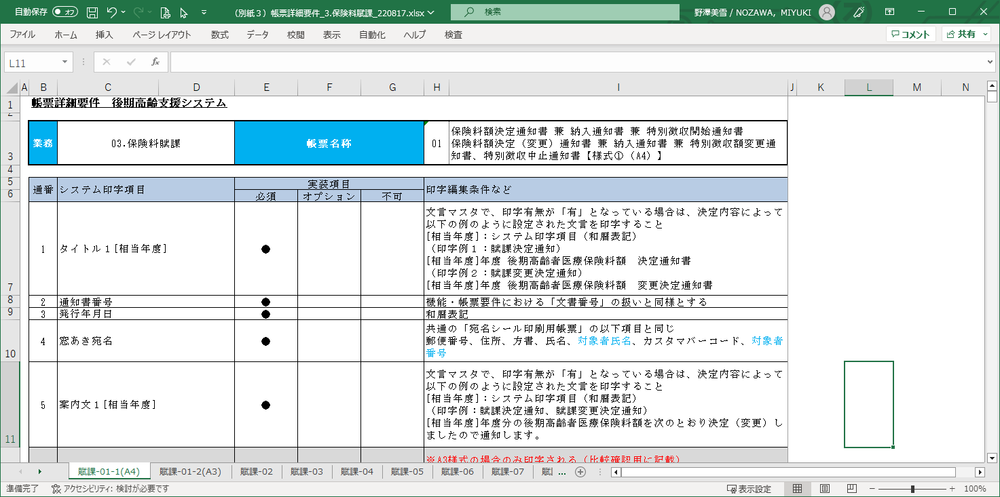 自動保存 オフ （別紙３）帳票詳細要件_3.保険料賦課_220817.xlsx 検索 野澤美雪 / NOZAWA，MIYUKI
ファイル ホーム 挿入 ページ レイアウト 数式 データ 校閲 表示 自動化 ヘルプ 検査 コメント 共有
L11 fx
A B C D E F G H I J K L M N
1 帳票詳細要件　後期高齢支援システム
2
3 業務 03.保険料賦課 帳票名称 01 保険料額決定通知書 兼 納入通知書 兼 特別徴収開始通知書
保険料額決定（変更）通知書 兼 納入通知書 兼 特別徴収額変更通
知書、特別徴収中止通知書【様式①（A4）】
4
5 通番 システム印字項目 実装項目 印字編集条件など
6 必須 オプション 不可
7 1 タイトル１[相当年度] ● 文言マスタで、印字有無が「有」となっている場合は、決定内容によって
以下の例のように設定された文言を印字すること
[相当年度]：システム印字項目（和暦表記）
（印字例１：賦課決定通知）
[相当年度]年度 後期高齢者医療保険料額　決定通知書
（印字例２：賦課変更決定通知）
[相当年度]年度 後期高齢者医療保険料額　変更決定通知書
8 2 通知書番号 ● 機能・帳票要件における「文書番号」の扱いと同様とする
9 3 発行年月日 ● 和暦表記
10 4 窓あき宛名 ● 共通の「宛名シール印刷用帳票」の以下項目と同じ
郵便番号、住所、方書、氏名、対象者氏名、カスタマバーコード、対象者
番号
11 5 案内文１[相当年度] ● 文言マスタで、印字有無が「有」となっている場合は、決定内容によって
以下の例のように設定された文言を印字すること
[相当年度]：システム印字項目（和暦表記）
（印字例：賦課決定通知、賦課変更決定通知）
[相当年度]年度分の後期高齢者医療保険料額を次のとおり決定（変更）し
ましたので通知します。
※A3様式の場合のみ印字される（比較確認用に記載）
賦課-01-1(A4) 賦課-01-2(A3) 賦課-02 賦課-03 賦課-04 賦課-05 賦課-06 賦課-07 賦 ...
準備完了 アクセシビリティ: 検討が必要です 表示設定 100%